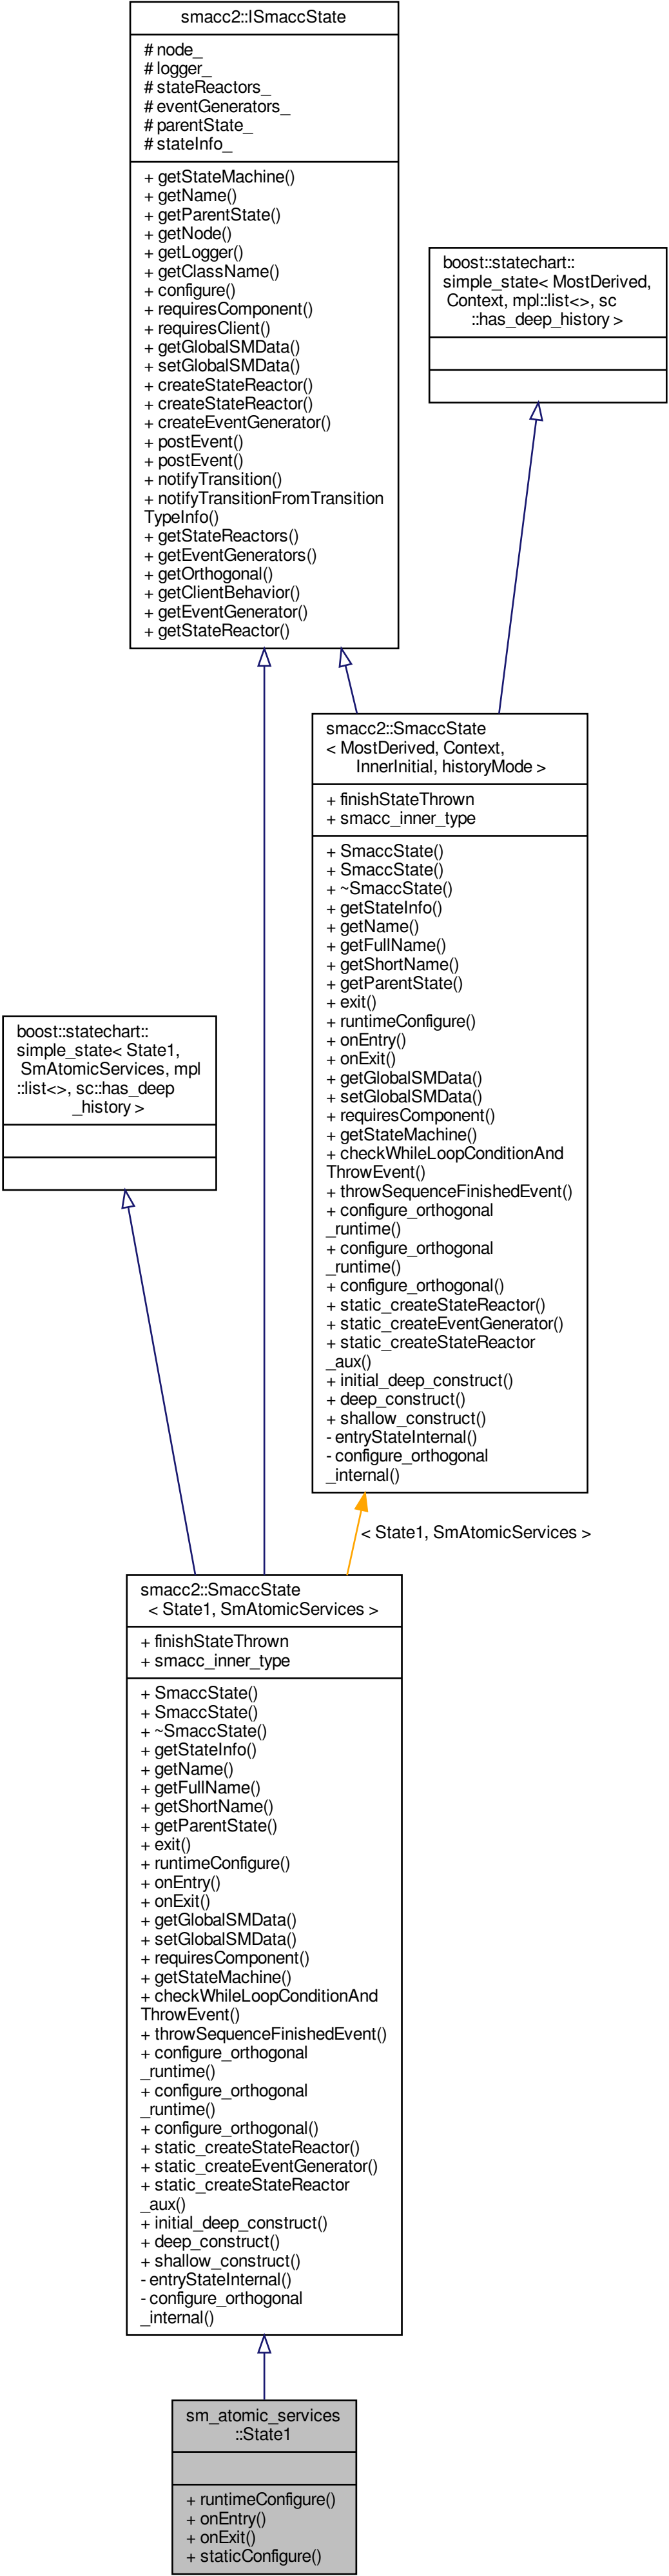 smacc2::ISmaccState
# node_
# logger_
# stateReactors_
# eventGenerators_
# parentState_
# stateInfo_
+ getStateMachine()
+ getName()
+ getParentState()
+ getNode()
+ getLogger()
+ getClassName()
+ configure()
+ requiresComponent()
+ requiresClient()
+ getGlobalSMData()
+ setGlobalSMData()
+ createStateReactor()
+ createStateReactor()
+ createEventGenerator()
+ postEvent()
+ postEvent()
+ notifyTransition()
+ notifyTransitionFromTransition
TypeInfo()
+ getStateReactors()
+ getEventGenerators()
+ getOrthogonal()
+ getClientBehavior()
+ getEventGenerator()
+ getStateReactor()
boost::statechart::
simple_state< MostDerived,
Context, mpl::list<>, sc
::has_deep_history >
smacc2::SmaccState
< MostDerived, Context,
InnerInitial, historyMode >
+ finishStateThrown
+ smacc_inner_type
+ SmaccState()
+ SmaccState()
+ ~SmaccState()
+ getStateInfo()
+ getName()
+ getFullName()
+ getShortName()
+ getParentState()
+ exit()
+ runtimeConfigure()
+ onEntry()
+ onExit()
+ getGlobalSMData()
+ setGlobalSMData()
+ requiresComponent()
+ getStateMachine()
+ checkWhileLoopConditionAnd
ThrowEvent()
+ throwSequenceFinishedEvent()
+ configure_orthogonal
_runtime()
+ configure_orthogonal
_runtime()
+ configure_orthogonal()
+ static_createStateReactor()
+ static_createEventGenerator()
+ static_createStateReactor
_aux()
+ initial_deep_construct()
+ deep_construct()
+ shallow_construct()
- entryStateInternal()
- configure_orthogonal
_internal()
boost::statechart::
simple_state< State1,
SmAtomicServices, mpl
::list<>, sc::has_deep
_history >
< State1, SmAtomicServices >
smacc2::SmaccState
< State1, SmAtomicServices >
+ finishStateThrown
+ smacc_inner_type
+ SmaccState()
+ SmaccState()
+ ~SmaccState()
+ getStateInfo()
+ getName()
+ getFullName()
+ getShortName()
+ getParentState()
+ exit()
+ runtimeConfigure()
+ onEntry()
+ onExit()
+ getGlobalSMData()
+ setGlobalSMData()
+ requiresComponent()
+ getStateMachine()
+ checkWhileLoopConditionAnd
ThrowEvent()
+ throwSequenceFinishedEvent()
+ configure_orthogonal
_runtime()
+ configure_orthogonal
_runtime()
+ configure_orthogonal()
+ static_createStateReactor()
+ static_createEventGenerator()
+ static_createStateReactor
_aux()
+ initial_deep_construct()
+ deep_construct()
+ shallow_construct()
- entryStateInternal()
- configure_orthogonal
_internal()
sm_atomic_services
::State1
+ runtimeConfigure()
+ onEntry()
+ onExit()
+ staticConfigure()